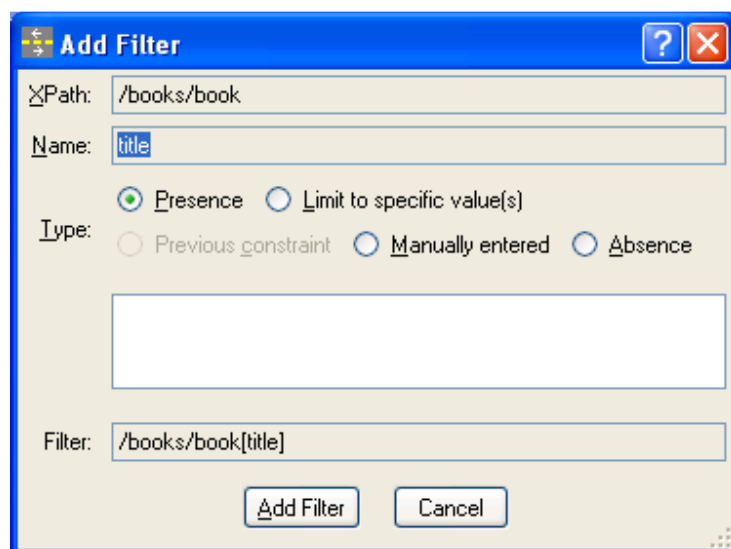 Add Filter ?
XPath: /books/book
Name: title
Presence Limit to specific value(s)
Type:
Previous constraint Manually entered Absence
Filter: /books/book[title]
Add Filter Cancel